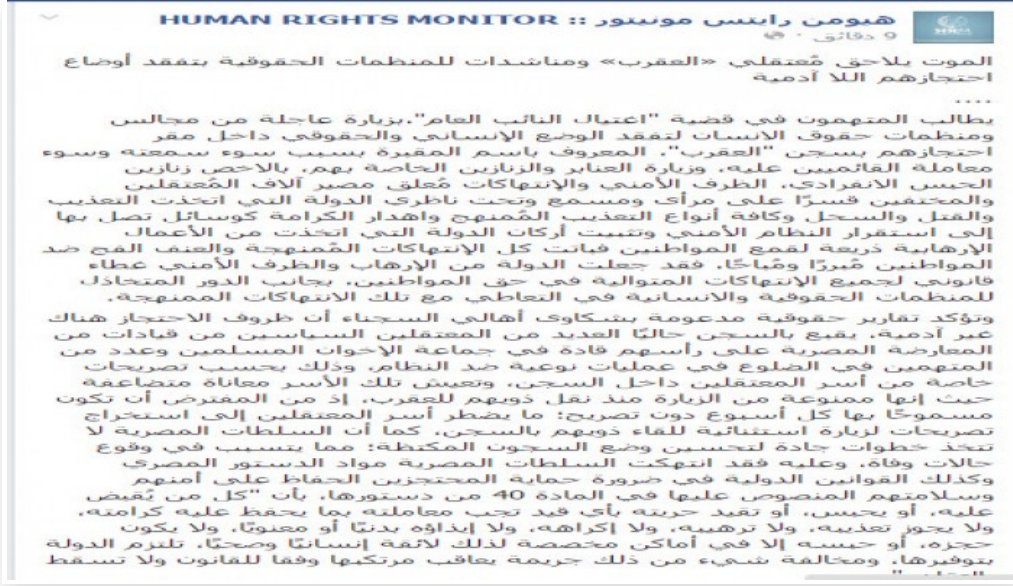 هيومن رايتس مونيتور :: HUMAN RIGHTS MONITOR
9 دقائق ·
الموت يلاحق مُعتقلي «العقرب» ومناشدات للمنظمات الحقوقية بتفقد أوضاع
احتجازهم اللا آدمية
....
يطالب المتهمون في قضية "اغتيال النائب العام"،بزيارة عاجلة من مجالس
ومنظمات حقوق الانسان لتفقد الوضع الإنساني والحقوقي داخل مقر
احتجازهم بسجن "العقرب"، المعروف باسم المقبرة بسبب سوء سمعته وسوء
معاملة القائميين عليه، وزيارة العنابر والزنازين الخاصة بهم، بالاخص زنازين
الحبس الانفرادي، الظرف الأمني والإنتهاكات مُعلق مصير آلاف المُعتقلين
والمختفين قسرًا على مرأى ومسمع وتحت ناظري الدولة التي اتخذت التعذيب
والقتل والسحل وكافة أنواع التعذيب المُمنهج واهدار الكرامة كوسائل تصل بها
إلى استقرار النظام الأمني وتثبيت أركان الدولة التي اتخذت من الأعمال
الإرهابية ذريعة لقمع المواطنين فباتت كل الإنتهاكات المُمنهجة والعنف الفج ضد
المواطنين مُبررًا ومُباحًا، فقد جعلت الدولة من الإرهاب والظرف الأمني غطاء
قانوني لجميع الإنتهاكات المتوالية في حق المواطنين، بجانب الدور المتخاذل
للمنظمات الحقوقية والانسانية في التعاطي مع تلك الانتهاكات الممنهجة.
وتؤكد تقارير حقوقية مدعومة بشكاوى أهالي السجناء أن ظروف الاحتجاز هناك
غير آدمية، يقبع بالسجن حاليًا العديد من المعتقلين السياسين من قيادات من
المعارضة المصرية على رأسهم قادة في جماعة الإخوان المسلمين وعدد من
المتهمين في الضلوع في عمليات نوعية ضد النظام، وذلك بحسب تصريحات
خاصة من أسر المعتقلين داخل السجن، وتعيش تلك الأسر معاناة متضاعفة
حيث إنها ممنوعة من الزيارة منذ نقل ذويهم للعقرب، إذ من المفترض أن تكون
مسموحًا بها كل أسبوع دون تصريح؛ ما يضطر أسر المعتقلين إلى استخراج
تصريحات لزيارة استثنائية للقاء ذويهم بالسجن، كما أن السلطات المصرية لا
تتخذ خطوات جادة لتحسين وضع السجون المكتظة؛ مما يتسبب في وقوع
حالات وفاة، وعليه فقد انتهكت السلطات المصرية مواد الدستور المصري
وكذلك القوانين الدولية في ضرورة حماية المحتجزين الحفاظ على أمنهم
وسلامتهم المنصوص عليها في المادة 40 من دستورها، بأن "كل من يُقبض
عليه، أو يحبس، أو تقيد حريته بأي قيد تجب معاملته بما يحفظ عليه كرامته،
ولا يجوز تعذيبه، ولا ترهيبه، ولا إكراهه، ولا إيذاؤه بدنيًا أو معنويًا، ولا يكون
حجزه، أو حبسه إلا في أماكن مخصصة لذلك لائقة إنسانيًا وصحيًا، تلتزم الدولة
بتوفيرها، ومخالفة شيء من ذلك جريمة يعاقب مرتكبها وفقا للقانون ولا تسقط